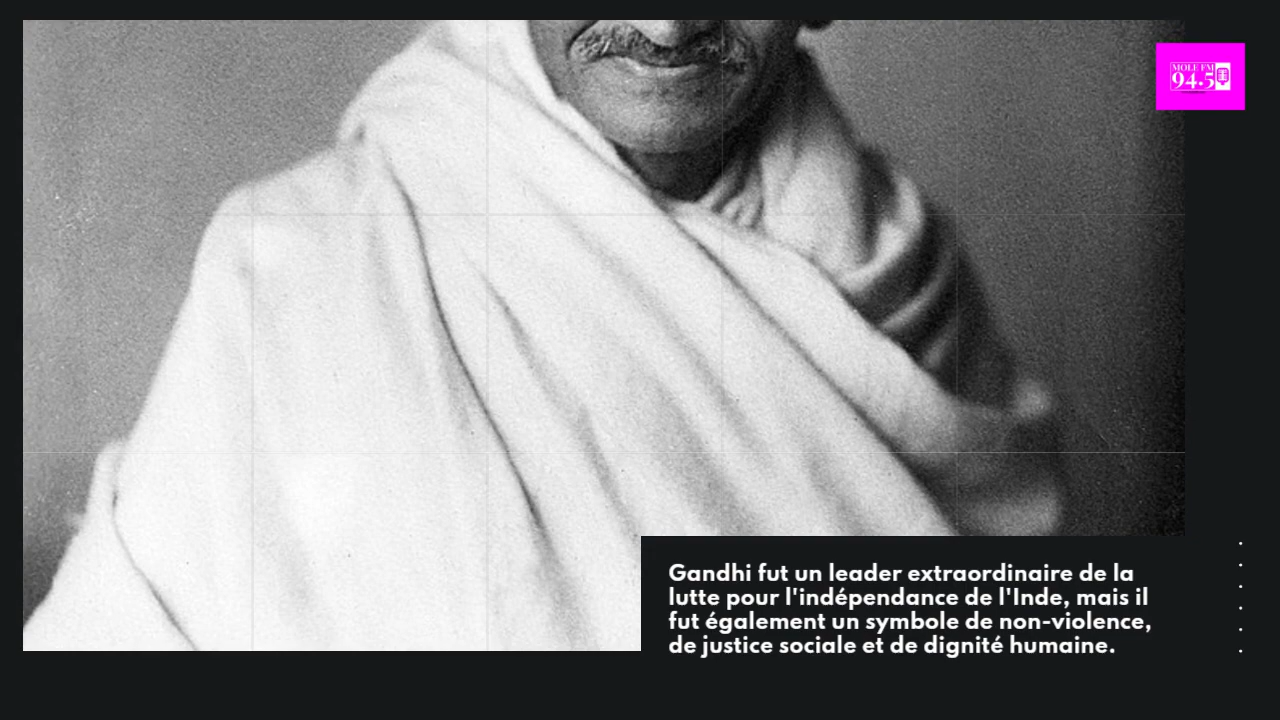 MOLE FM
94.5
Gandhi fut un leader extraordinaire de la
lutte pour l'indépendance de l'Inde, mais il
fut également un symbole de non-violence,
de justice sociale et de dignité humaine.